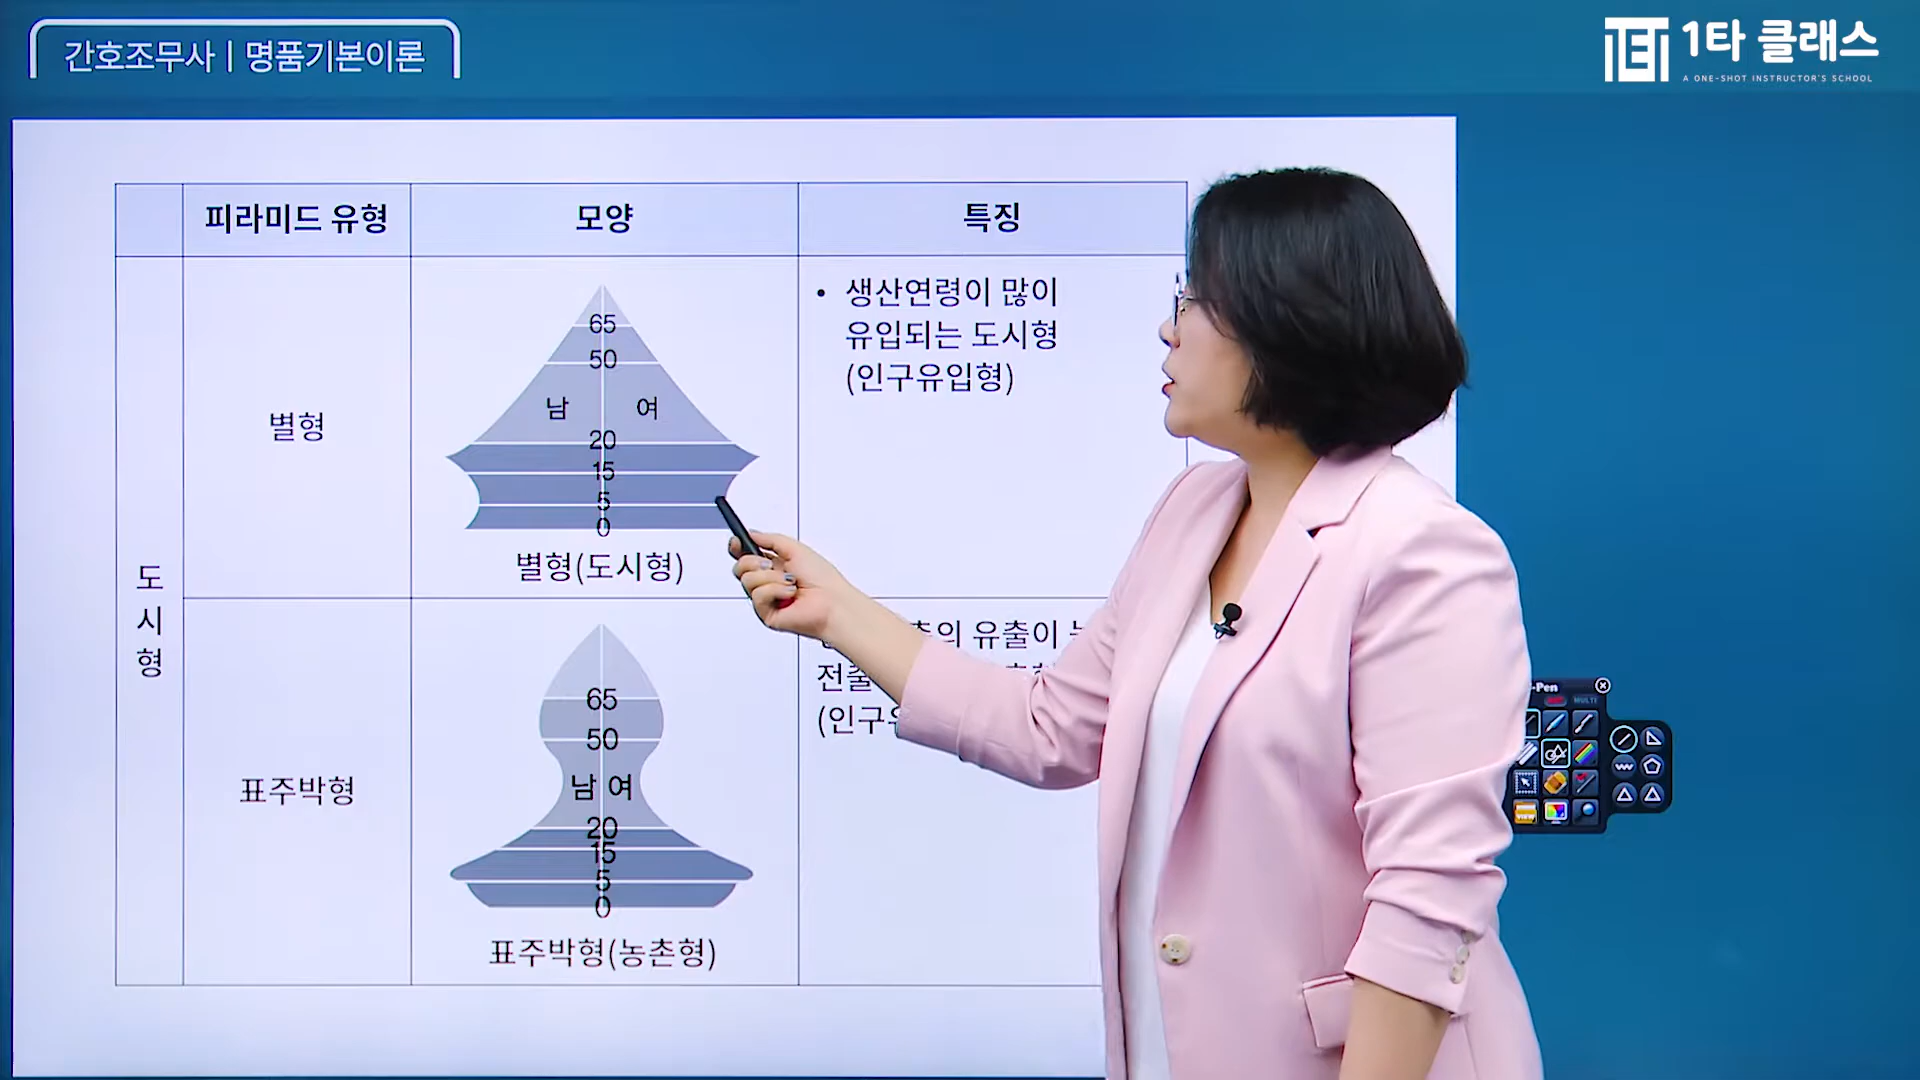 간호조무사 | 명품기본이론
1타 클래스
A ONE-SHOT INSTRUCTOR'S SCHOOL
피라미드 유형
모양
특징
도시형
별형
65
50
남 여
20
15
5
0
별형(도시형)
• 생산연령이 많이
유입되는 도시형
(인구유입형)
표주박형
65
50
남 여
20
15
5
0
표주박형(농촌형)
의 유출이
전출
(인구
Pen
MULTI
VIEW